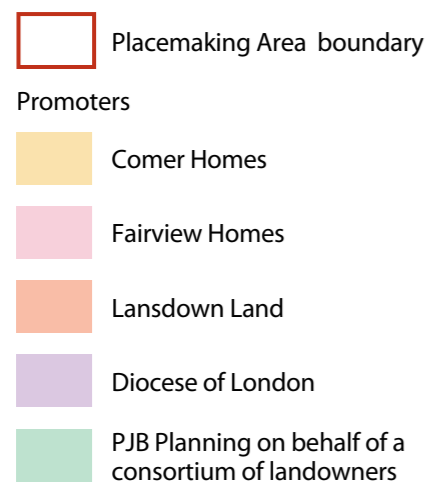 Placemaking Area boundary
Promoters
Comer Homes
Fairview Homes
Lansdown Land
Diocese of London
PJB Planning on behalf of a
consortium of landowners